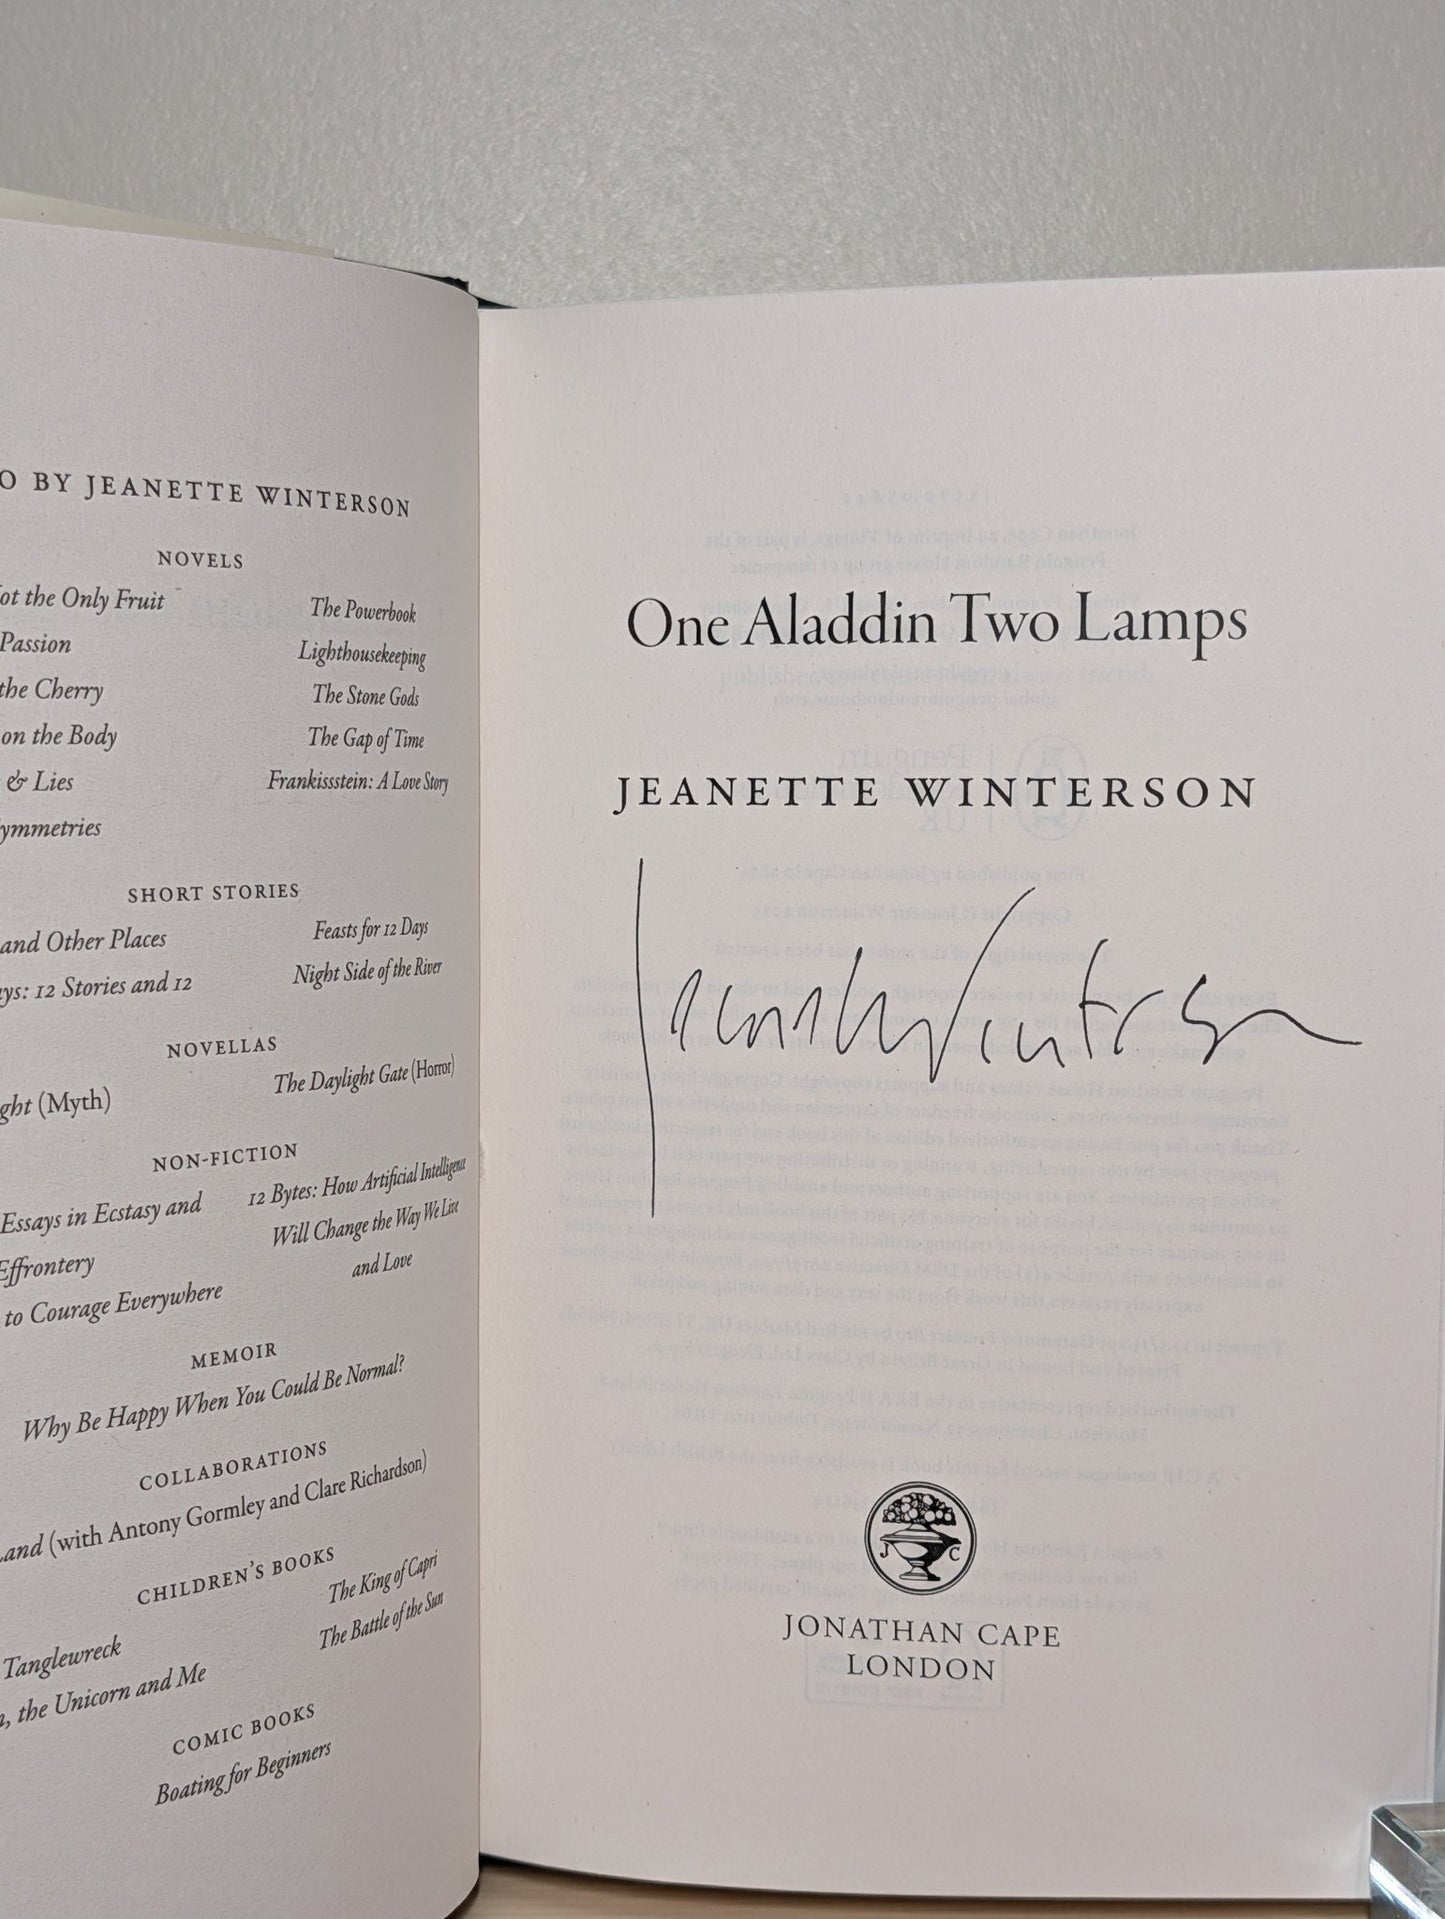 O BY JEANETTE WINTERSON
NOVELS
ot the Only Fruit
Passion
the Cherry
on the Body
& Lies
ymmetries
The Powerbook
Lighthousekeeping
The Stone Gods
The Gap of Time
Frankissstein: A Love Story
SHORT STORIES
and Other Places
ys: 12 Stories and 12
Feasts for 12 Days
Night Side of the River
NOVELLAS
ght (Myth)
The Daylight Gate (Horror)
NON-FICTION
Essays in Ecstasy and
Effrontery
to Courage Everywhere
12 Bytes: How Artificial Intelligence
Will Change the Way We Live
and Love
MEMOIR
Why Be Happy When You Could Be Normal?
COLLABORATIONS
Land (with Antony Gormley and Clare Richardson)
CHILDREN'S BOOKS
Tanglewreck
, the Unicorn and Me
The King of Capri
The Battle of the Sun
COMIC BOOKS
Boating for Beginners
One Aladdin Two Lamps
JEANETTE WINTERSON
Jeanette Winterson
J C
JONATHAN CAPE
LONDON